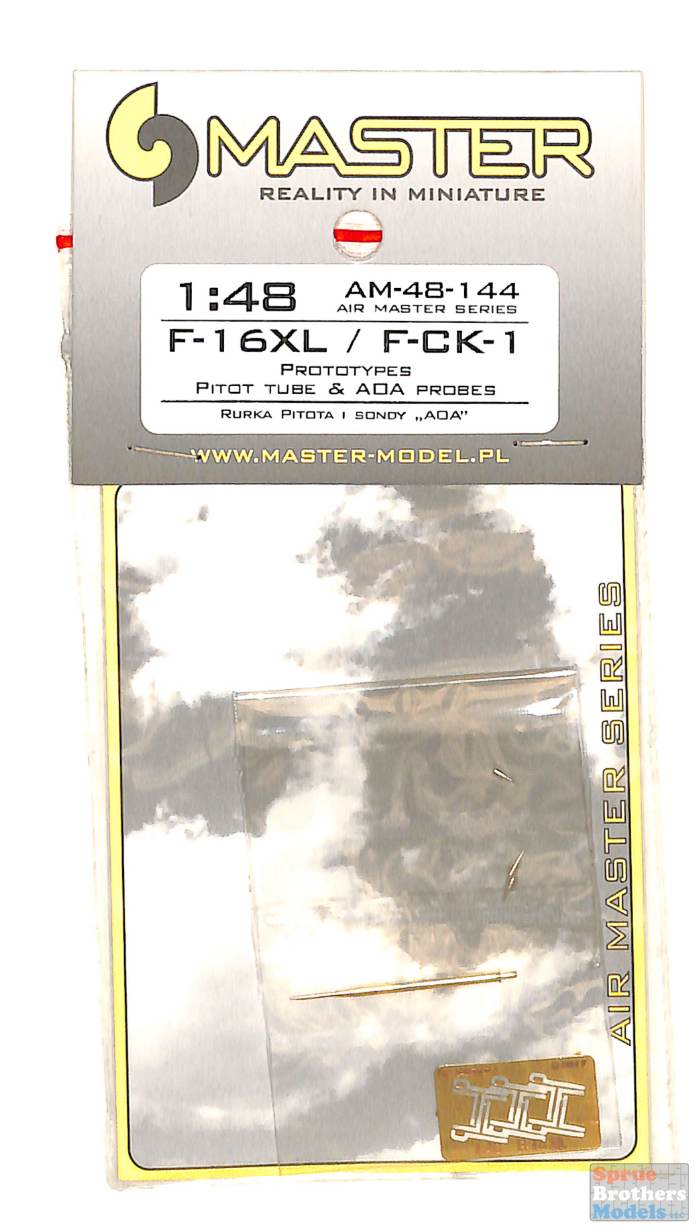 MASTER
REALITY IN MINIATURE
1:48
AM-48-144
AIR MASTER SERIES
F-16XL / F-CK-1
PROTOTYPES
PITOT TUBE & AOA PROBES
RURKA PITOTA I SONDY „AOA”
WWW.MASTER-MODEL.PL
AIR MASTER SERIES
Sprue
Brothers
Models LLC